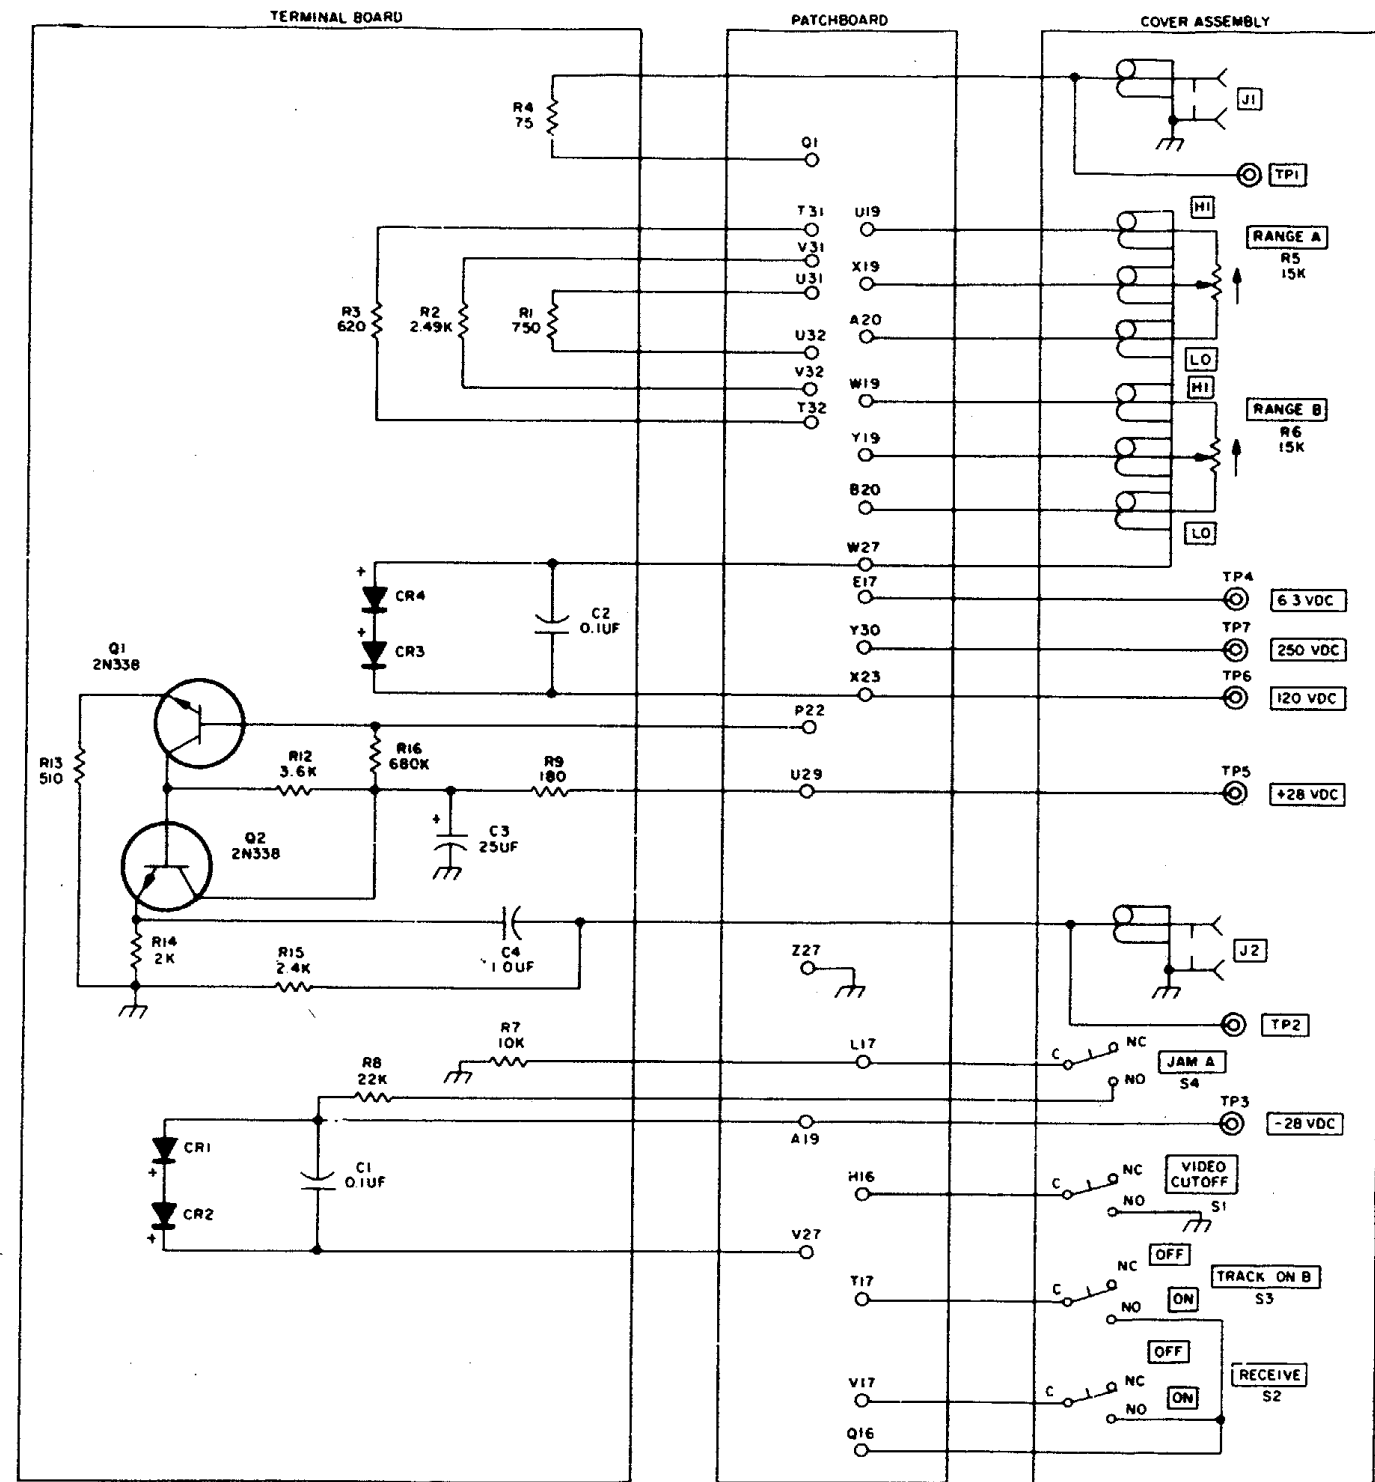 TERMINAL BOARD
PATCHBOARD
COVER ASSEMBLY
R4
75
J1
Q1
TP1
T31
U19
HI
V31
RANGE A
R5
15K
X19
U31
R3
620
R2
2.49K
R1
750
A20
U32
LO
V32
W19
HI
T32
RANGE B
R6
15K
Y19
B20
LO
W27
+
CR4
E17
TP4
6.3 VDC
C2
0.1UF
+
CR3
Y30
TP7
250 VDC
Q1
2N338
X23
TP6
120 VDC
P22
R13
510
R12
3.6K
R16
680K
R9
180
U29
TP5
+28 VDC
+
C3
25UF
Q2
2N338
R14
2K
R15
2.4K
C4
1.0UF
Z27
J2
TP2
R7
10K
L17
C
NC
NO
JAM A
S4
R8
22K
TP3
-28 VDC
A19
CR1
+
C1
0.1UF
CR2
+
H16
C
NC
NO
VIDEO
CUTOFF
S1
V27
OFF
NC
T17
C
NO
ON
TRACK ON B
S3
OFF
V17
C
NC
NO
ON
RECEIVE
S2
Q16